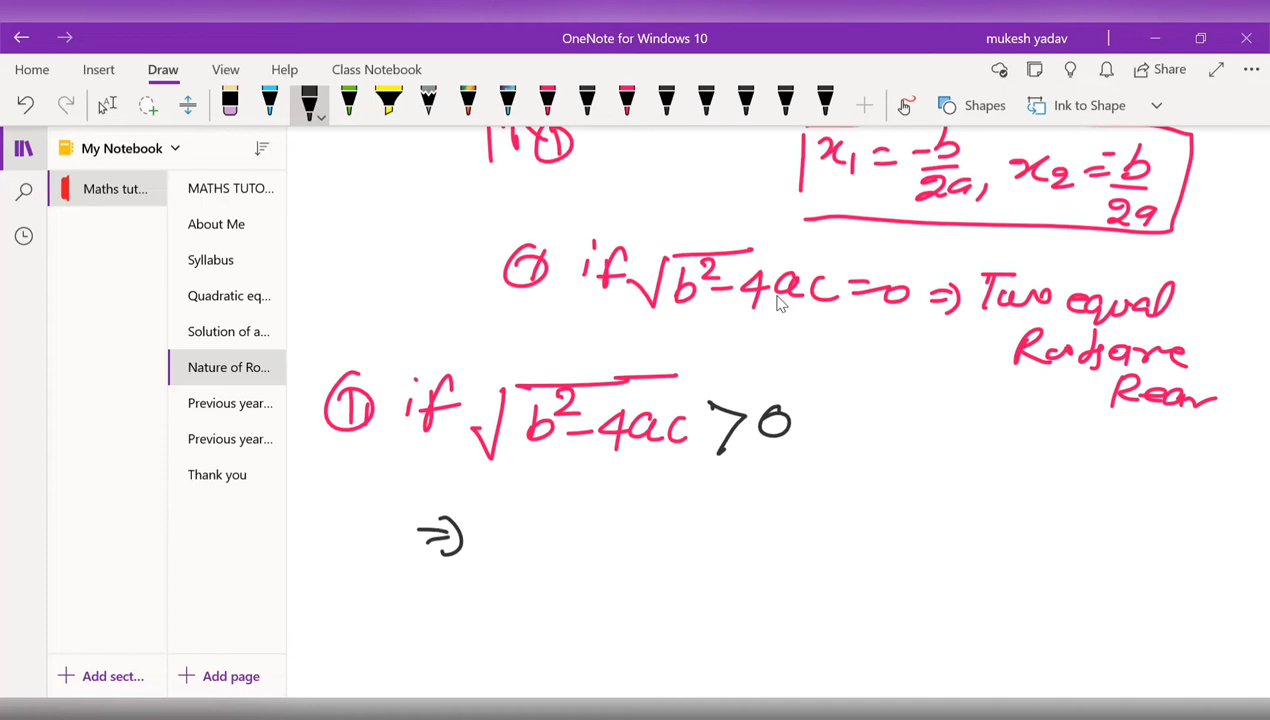 OneNote for Windows 10
mukesh yadav
Home Insert Draw View Help Class Notebook
Share
Shapes
Ink to Shape
My Notebook
Maths tut...
MATHS TUTO...
About Me
Syllabus
Quadratic eq...
Solution of a...
Nature of Ro...
Previous year...
Previous year...
Thank you
Add sect...
Add page
x₁ = -b/2a, x₂ = -b/2a
① if √b²-4ac = 0 ⇒ Two equal
Roots are
Real
② if √b²-4ac > 0
⇒